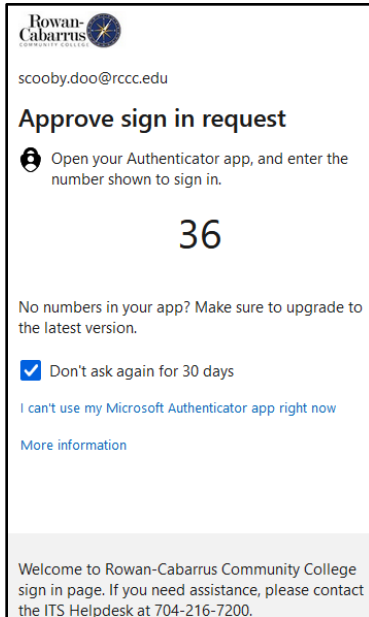 Rowan-
Cabarrus
COMMUNITY COLLEGE
scooby.doo@rccc.edu
Approve sign in request
Open your Authenticator app, and enter the
number shown to sign in.
36
No numbers in your app? Make sure to upgrade to
the latest version.
Don't ask again for 30 days
I can't use my Microsoft Authenticator app right now
More information
Welcome to Rowan-Cabarrus Community College
sign in page. If you need assistance, please contact
the ITS Helpdesk at 704-216-7200.